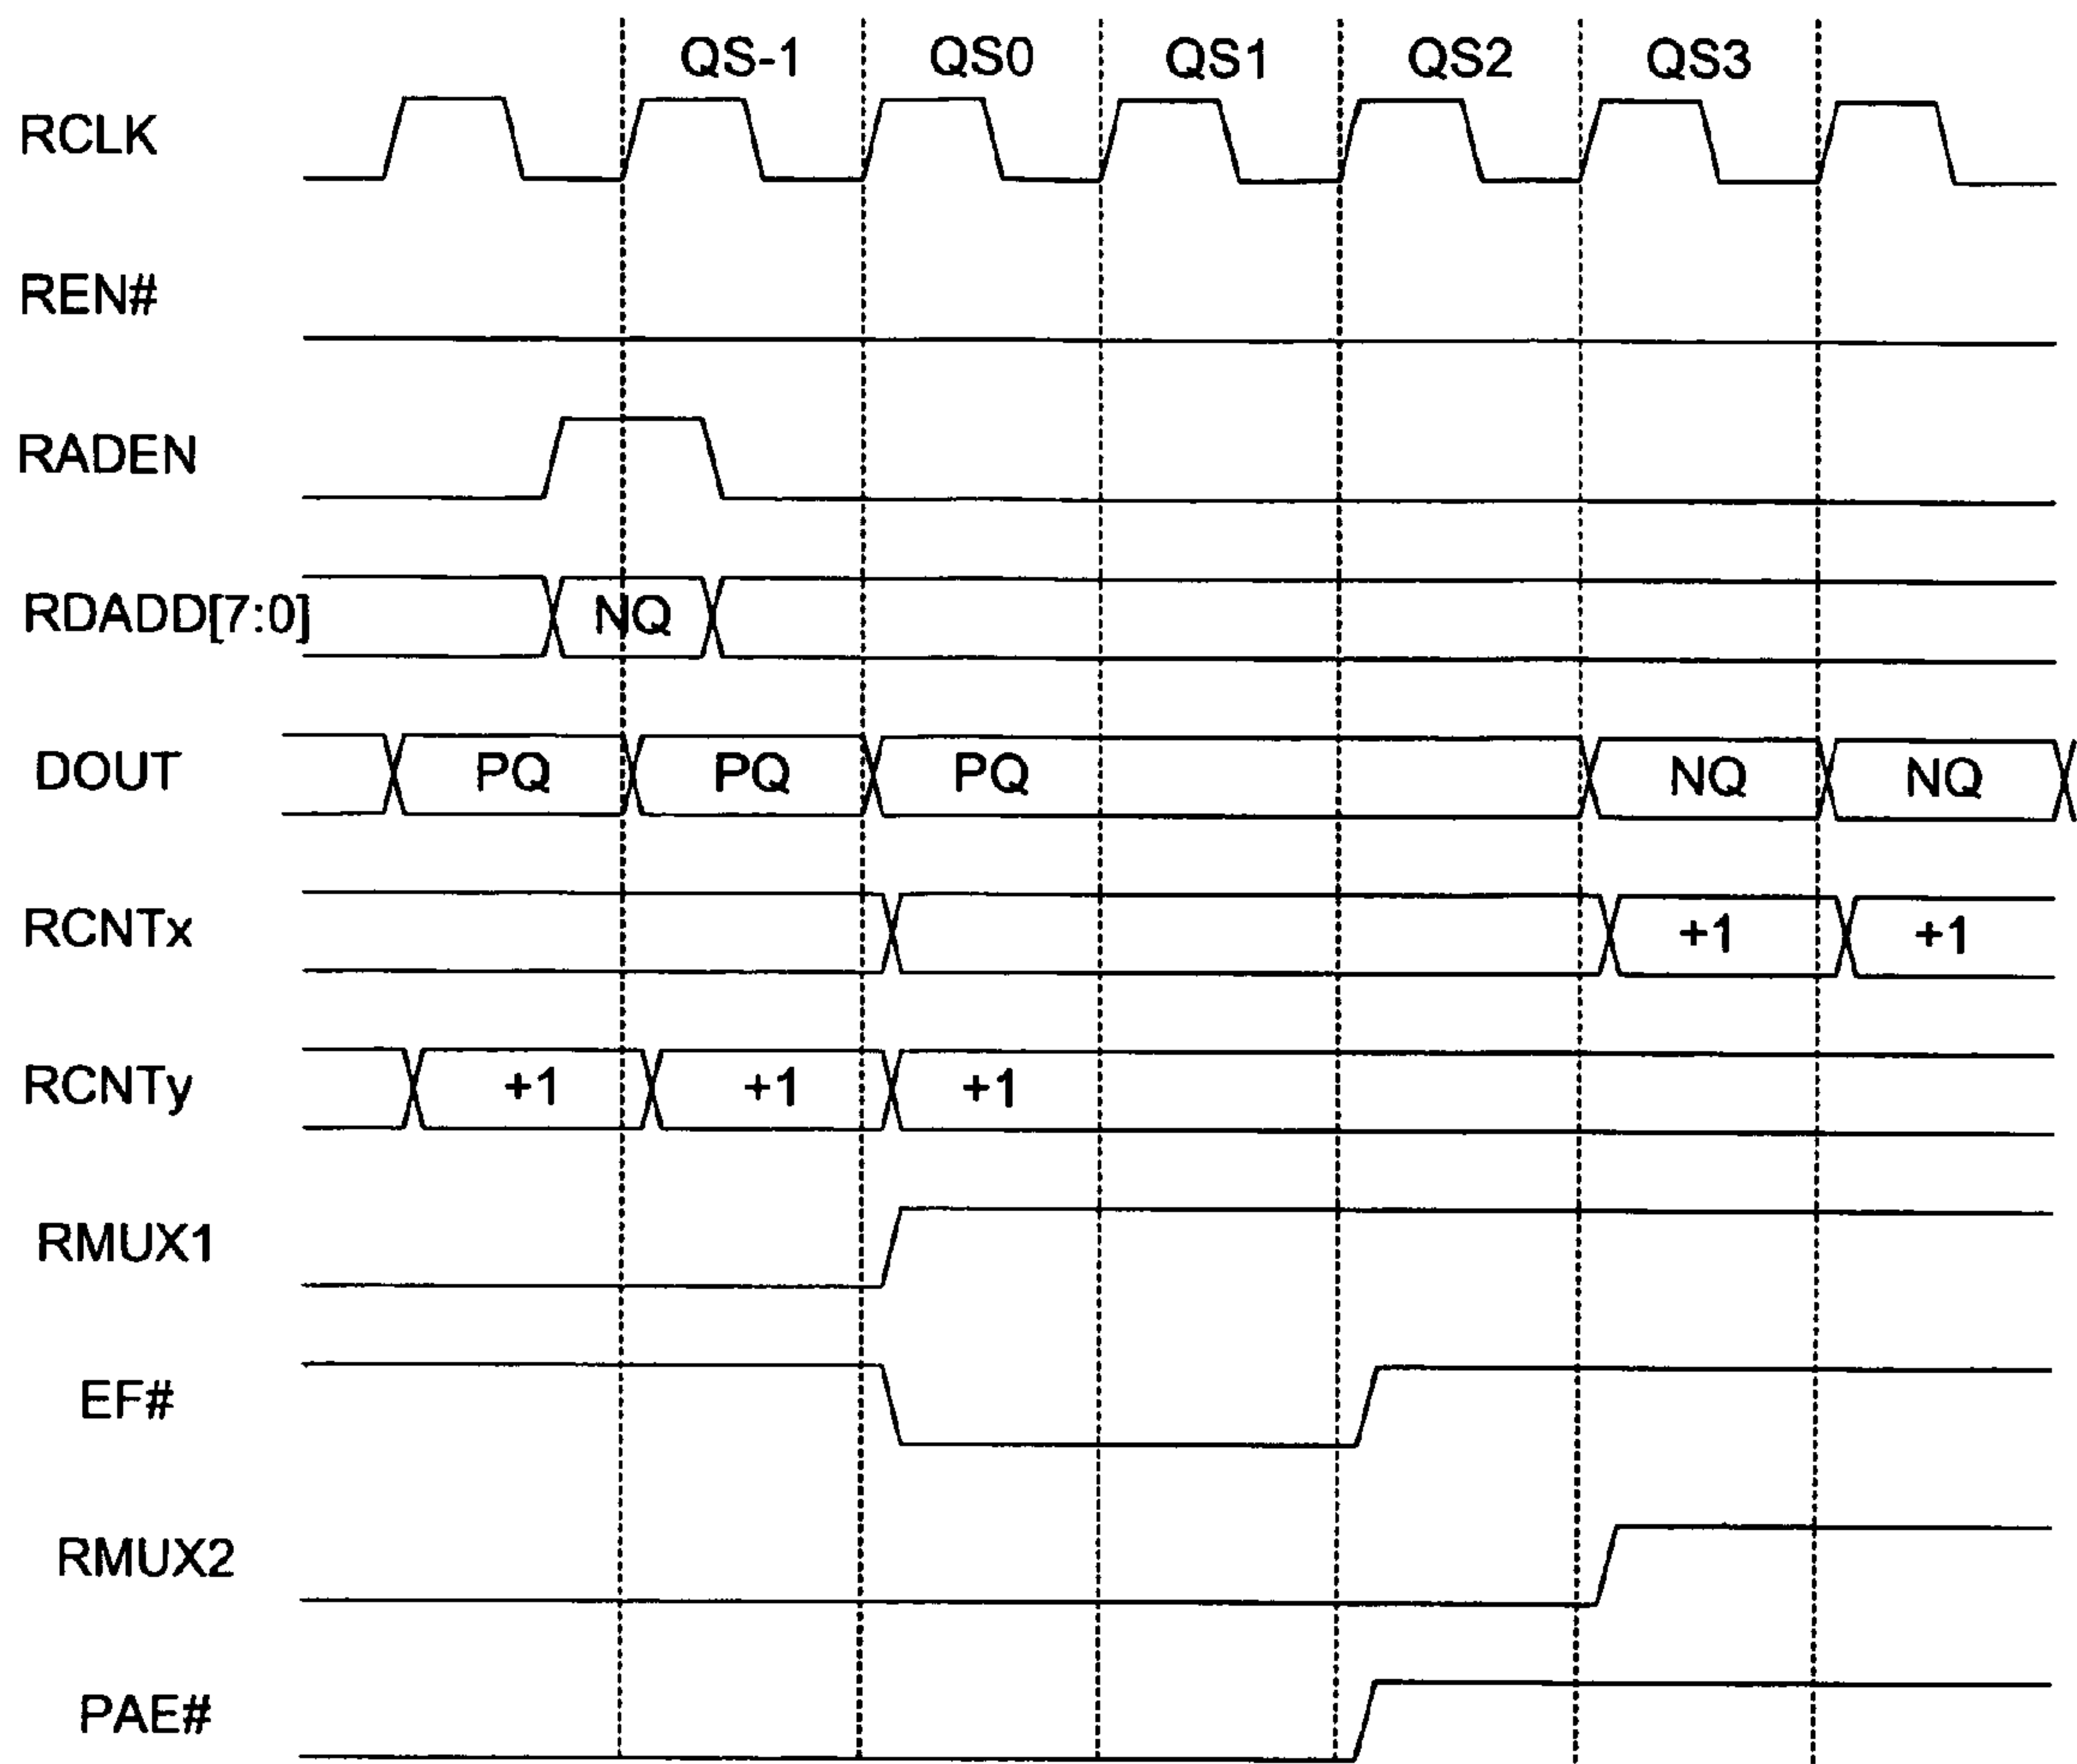 QS-1 QS0 QS1 QS2 QS3
RCLK
REN#
RADEN
RDADD[7:0] NQ
DOUT PQ PQ PQ NQ NQ
RCNTx +1 +1
RCNTy +1 +1 +1
RMUX1
EF#
RMUX2
PAE#